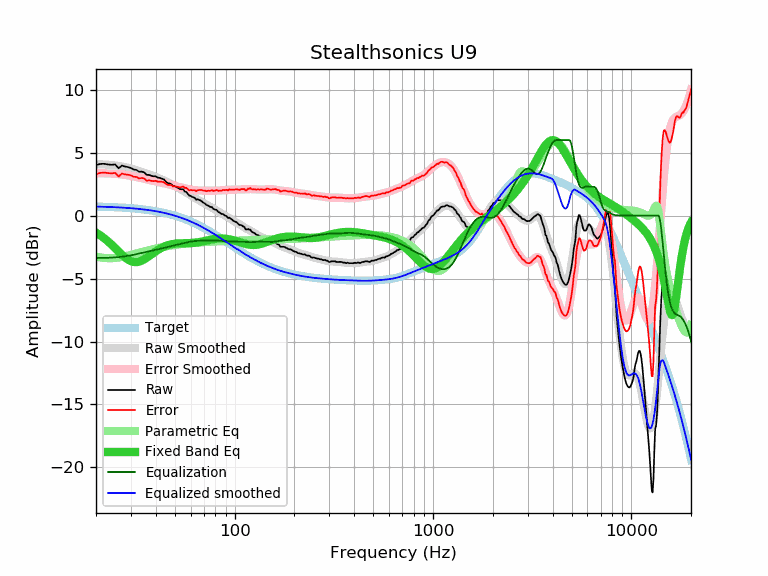 Stealthsonics U9
10
5
0
−5
−10
−15
−20
Amplitude (dBr)
Target
Raw Smoothed
Error Smoothed
Raw
Error
Parametric Eq
Fixed Band Eq
Equalization
Equalized smoothed
100 1000 10000
Frequency (Hz)